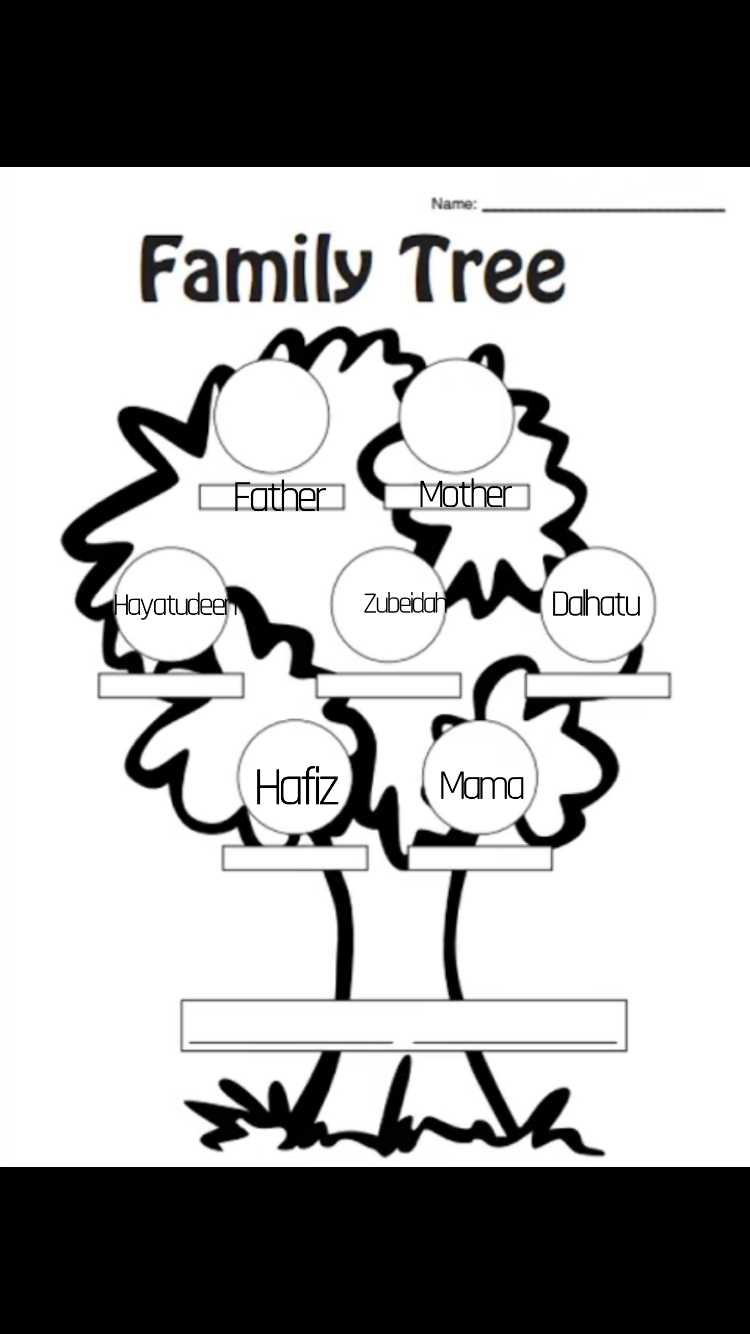 Name:
Family Tree
Father
Mother
Hayatudeen
Zubeidah
Dalhatu
Hafiz
Mama